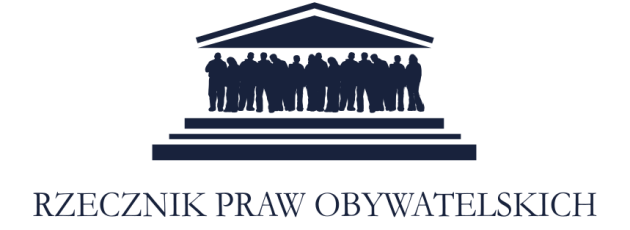 RZECZNIK PRAW OBYWATELSKICH